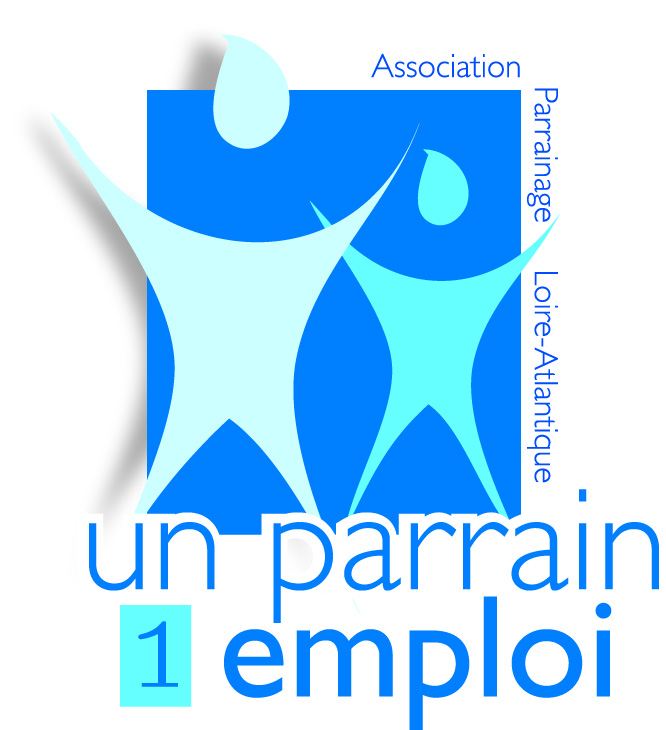 Association
Parrainage Loire-Atlantique
un parrain
1 emploi